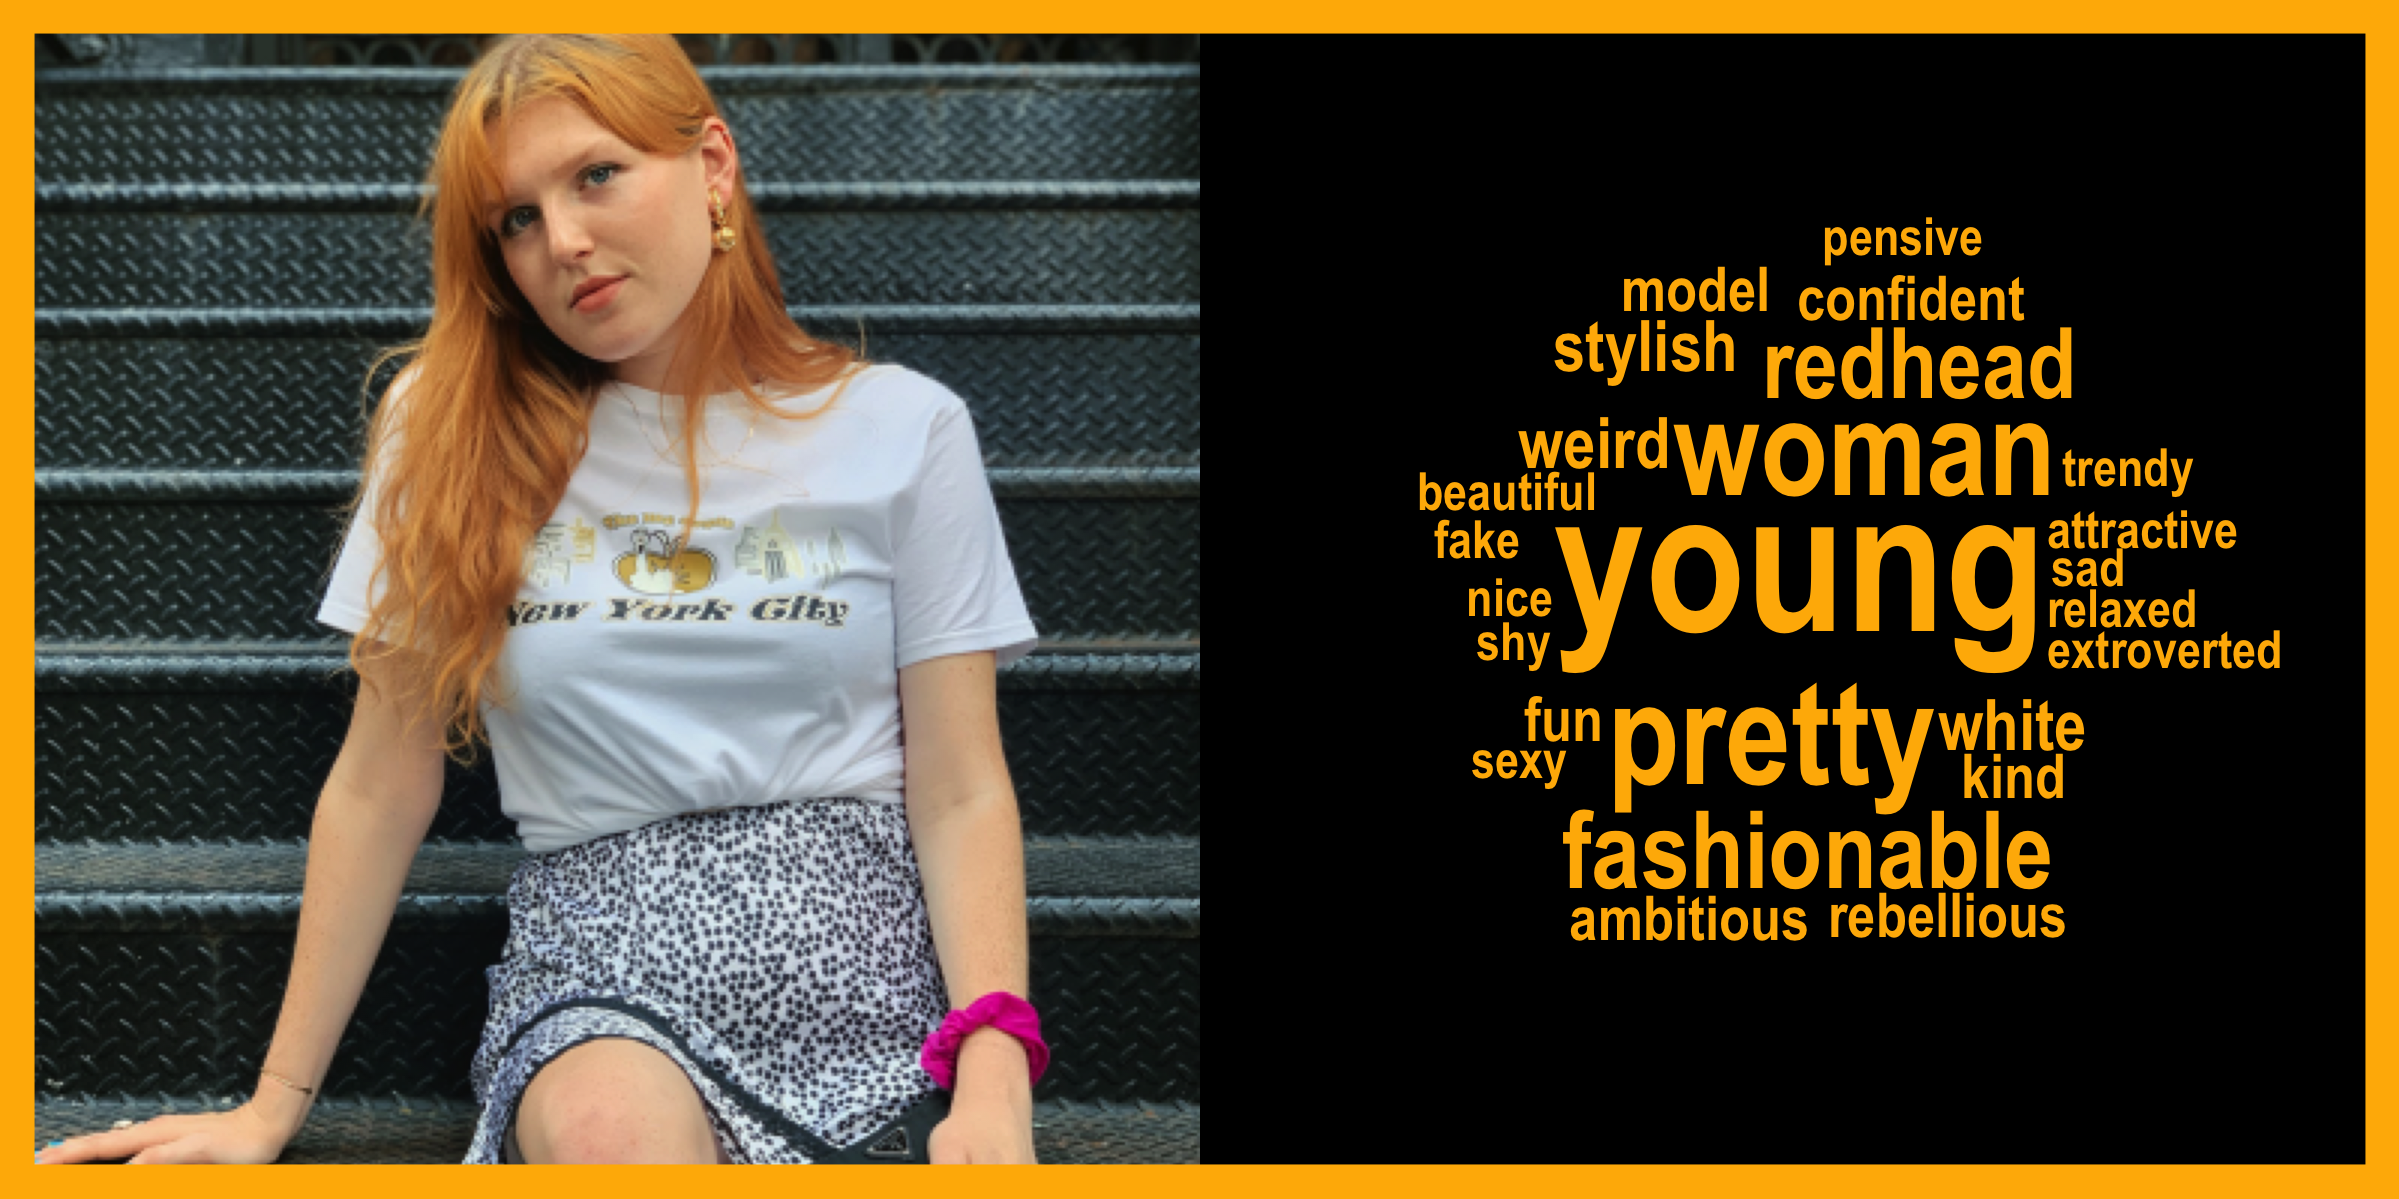 New York City
pensive
model confident
stylish redhead
weird woman trendy
beautiful
fake young attractive
sad
nice relaxed
shy extroverted
fun pretty white
sexy kind
fashionable
ambitious rebellious